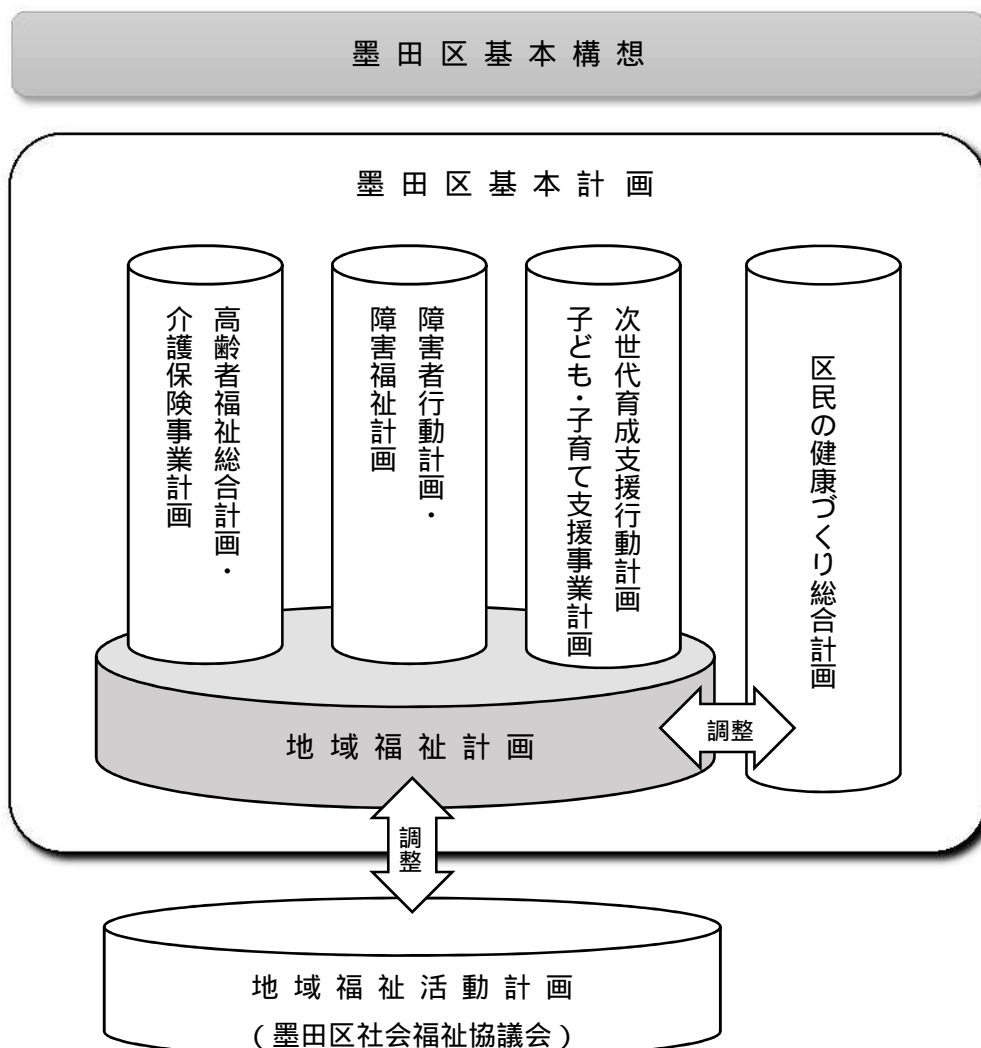 墨田区基本構想
墨田区基本計画
高齢者福祉総合計画・
介護保険事業計画
障害者行動計画・
障害福祉計画
次世代育成支援行動計画
子ども・子育て支援事業計画
区民の健康づくり総合計画
地域福祉計画
調整
調整
地域福祉活動計画
(墨田区社会福祉協議会)